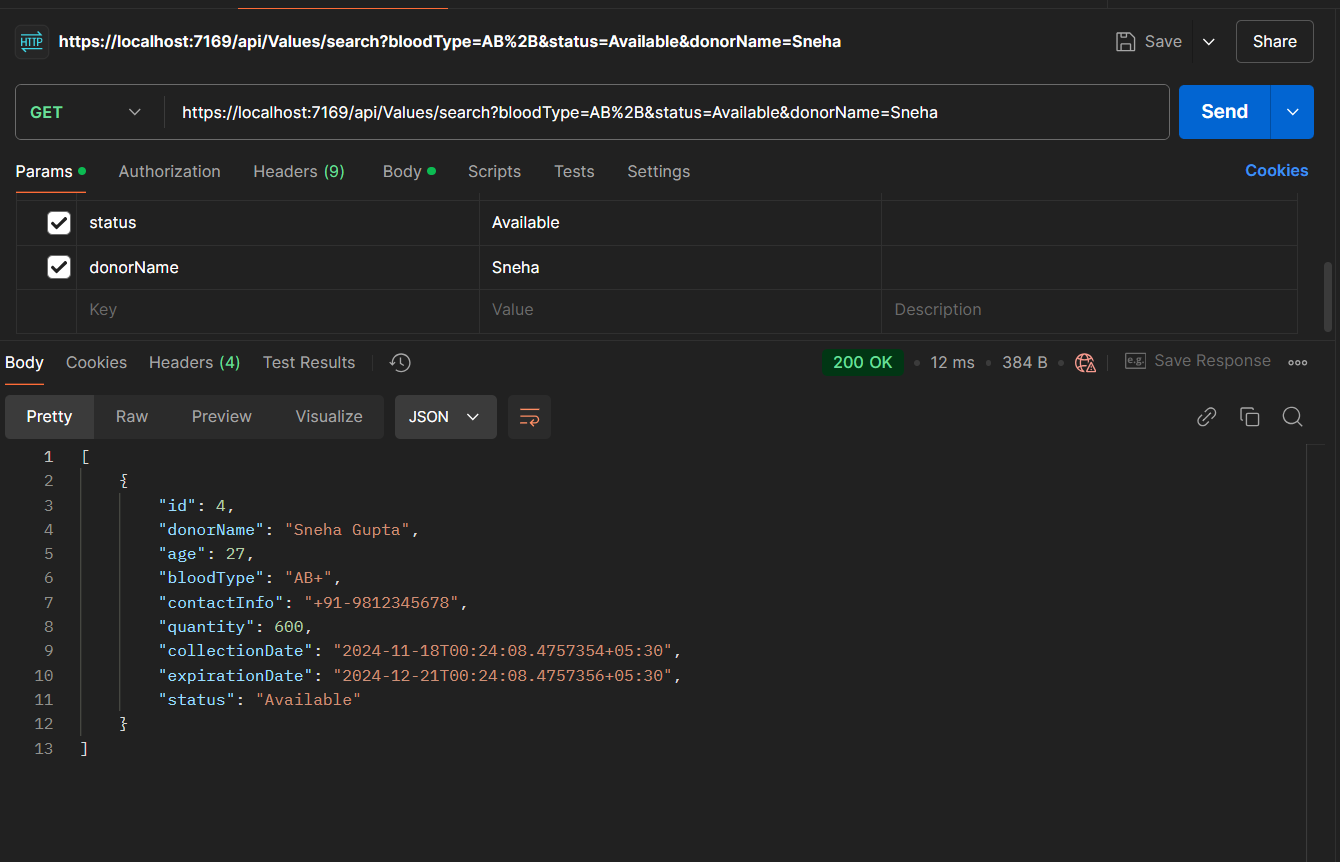 HTTP https://localhost:7169/api/Values/search?bloodType=AB%2B&status=Available&donorName=Sneha Save Share
GET https://localhost:7169/api/Values/search?bloodType=AB%2B&status=Available&donorName=Sneha Send
Params Authorization Headers (9) Body Scripts Tests Settings Cookies
status Available
donorName Sneha
Key Value Description
Body Cookies Headers (4) Test Results 200 OK 12 ms 384 B e.g. Save Response
Pretty Raw Preview Visualize JSON
1 [
2 {
3 "id": 4,
4 "donorName": "Sneha Gupta",
5 "age": 27,
6 "bloodType": "AB+",
7 "contactInfo": "+91-9812345678",
8 "quantity": 600,
9 "collectionDate": "2024-11-18T00:24:08.4757354+05:30",
10 "expirationDate": "2024-12-21T00:24:08.4757356+05:30",
11 "status": "Available"
12 }
13 ]